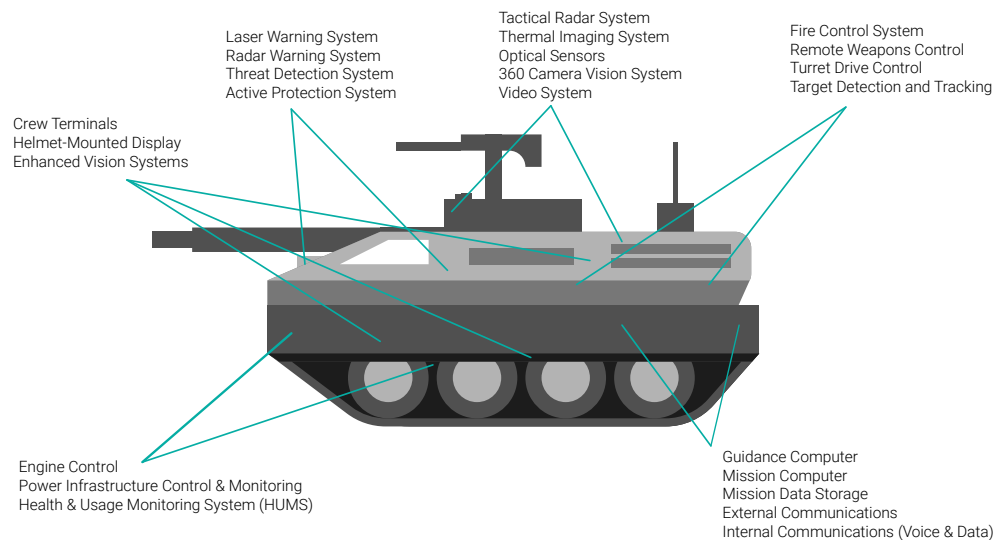 Tactical Radar System
Thermal Imaging System
Optical Sensors
360 Camera Vision System
Video System
Laser Warning System
Radar Warning System
Threat Detection System
Active Protection System
Fire Control System
Remote Weapons Control
Turret Drive Control
Target Detection and Tracking
Crew Terminals
Helmet-Mounted Display
Enhanced Vision Systems
Engine Control
Power Infrastructure Control & Monitoring
Health & Usage Monitoring System (HUMS)
Guidance Computer
Mission Computer
Mission Data Storage
External Communications
Internal Communications (Voice & Data)